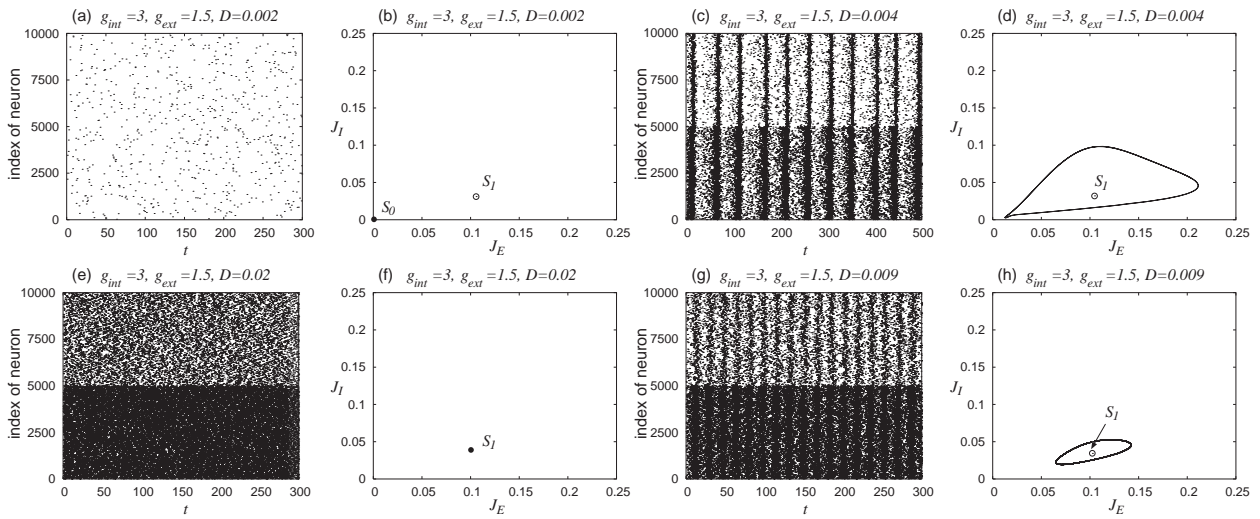 (a) g_int =3, g_ext =1.5, D=0.002
10000
7500
5000
2500
0
index of neuron
0 50 100 150 200 250 300
t
(b) g_int =3, g_ext =1.5, D=0.002
0.25
0.2
0.15
J_I
0.1
0.05
0
S_1
S_0
0 0.05 0.1 0.15 0.2 0.25
J_E
(c) g_int =3, g_ext =1.5, D=0.004
10000
7500
5000
2500
0
index of neuron
0 100 200 300 400 500
t
(d) g_int =3, g_ext =1.5, D=0.004
0.25
0.2
0.15
J_I
0.1
0.05
0
S_1
0 0.05 0.1 0.15 0.2 0.25
J_E
(e) g_int =3, g_ext =1.5, D=0.02
10000
7500
5000
2500
0
index of neuron
0 50 100 150 200 250 300
t
(f) g_int =3, g_ext =1.5, D=0.02
0.25
0.2
0.15
J_I
0.1
0.05
0
S_1
0 0.05 0.1 0.15 0.2 0.25
J_E
(g) g_int =3, g_ext =1.5, D=0.009
10000
7500
5000
2500
0
index of neuron
0 50 100 150 200 250 300
t
(h) g_int =3, g_ext =1.5, D=0.009
0.25
0.2
0.15
J_I
0.1
0.05
0
S_1
0 0.05 0.1 0.15 0.2 0.25
J_E